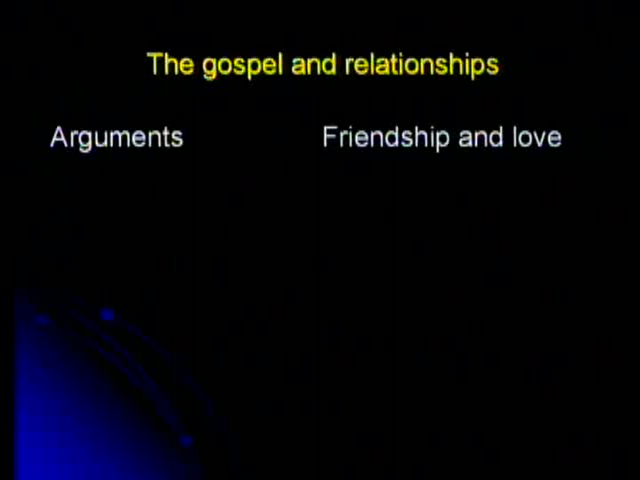 The gospel and relationships
Arguments
Friendship and love